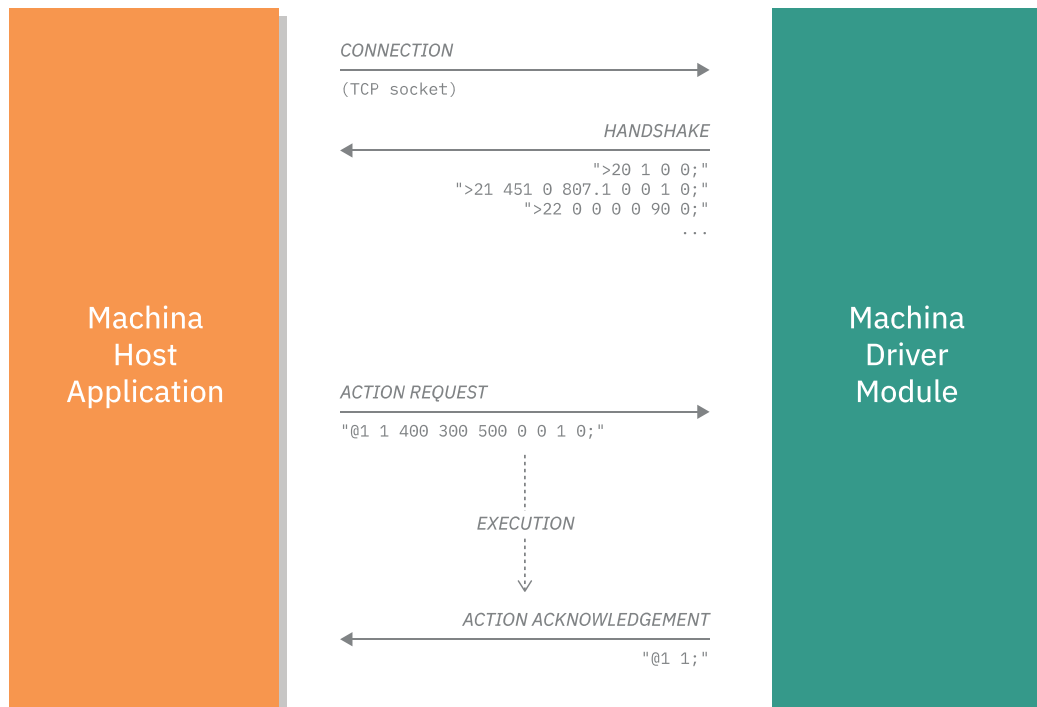 Machina
Host
Application
CONNECTION
(TCP socket)
HANDSHAKE
">20 1 0 0;"
">21 451 0 807.1 0 0 1 0;"
">22 0 0 0 0 90 0;"
...
ACTION REQUEST
"@1 1 400 300 500 0 0 1 0;"
EXECUTION
ACTION ACKNOWLEDGEMENT
"@1 1;"
Machina
Driver
Module